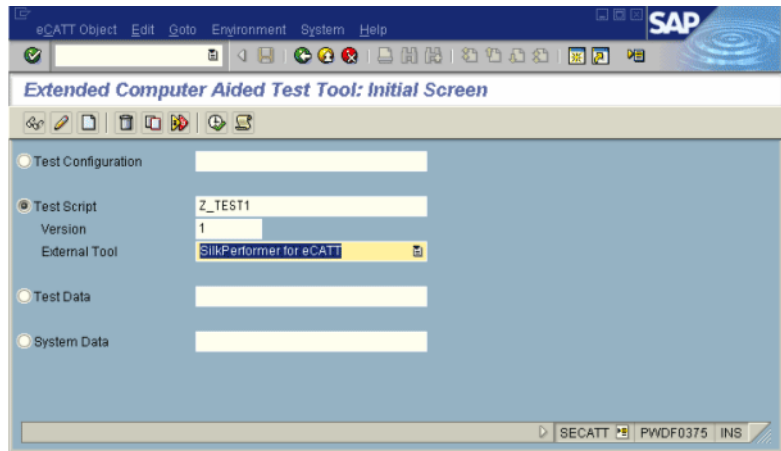 eCATT Object Edit Goto Environment System Help
SAP
Extended Computer Aided Test Tool: Initial Screen
Test Configuration
Test Script Z_TEST1
Version 1
External Tool SilkPerformer for eCATT
Test Data
System Data
SECATT PWDF0375 INS